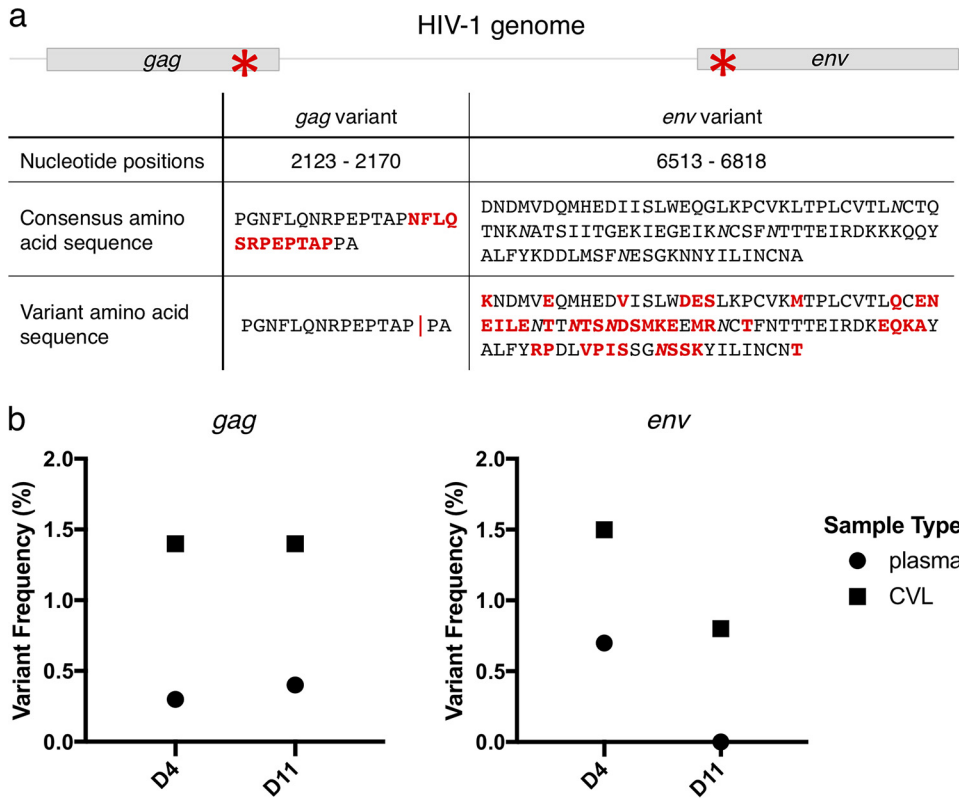 a
HIV-1 genome
gag
env
gag variant
env variant
Nucleotide positions
2123 - 2170
6513 - 6818
Consensus amino
acid sequence
PGNFLQNRPEPTAPNFLQ
SRPEPTAPPA
DNDMVDQMHEDIISLWEQGLKPCVKLTPLCVTLNCTQ
TNKNATSIITGEKIEGEIKNCSFNTTTEIRDKKKQQY
ALFYKDDLMSFNESGKNNYILINCNA
Variant amino acid
sequence
PGNFLQNRPEPTAP|PA
KNDMVEQMHEDVISLWDESLKPCVKMTPLCVTLQCEN
EILENTTNTSNDSMKEEMRNCTFNTTTEIRDKEQKAY
ALFYRPDLVPISSGNSSKYILINCNT
b
gag
env
Variant Frequency (%)
2.0
1.5
1.0
0.5
0.0
D4
D11
Variant Frequency (%)
2.0
1.5
1.0
0.5
0.0
D4
D11
Sample Type
plasma
CVL